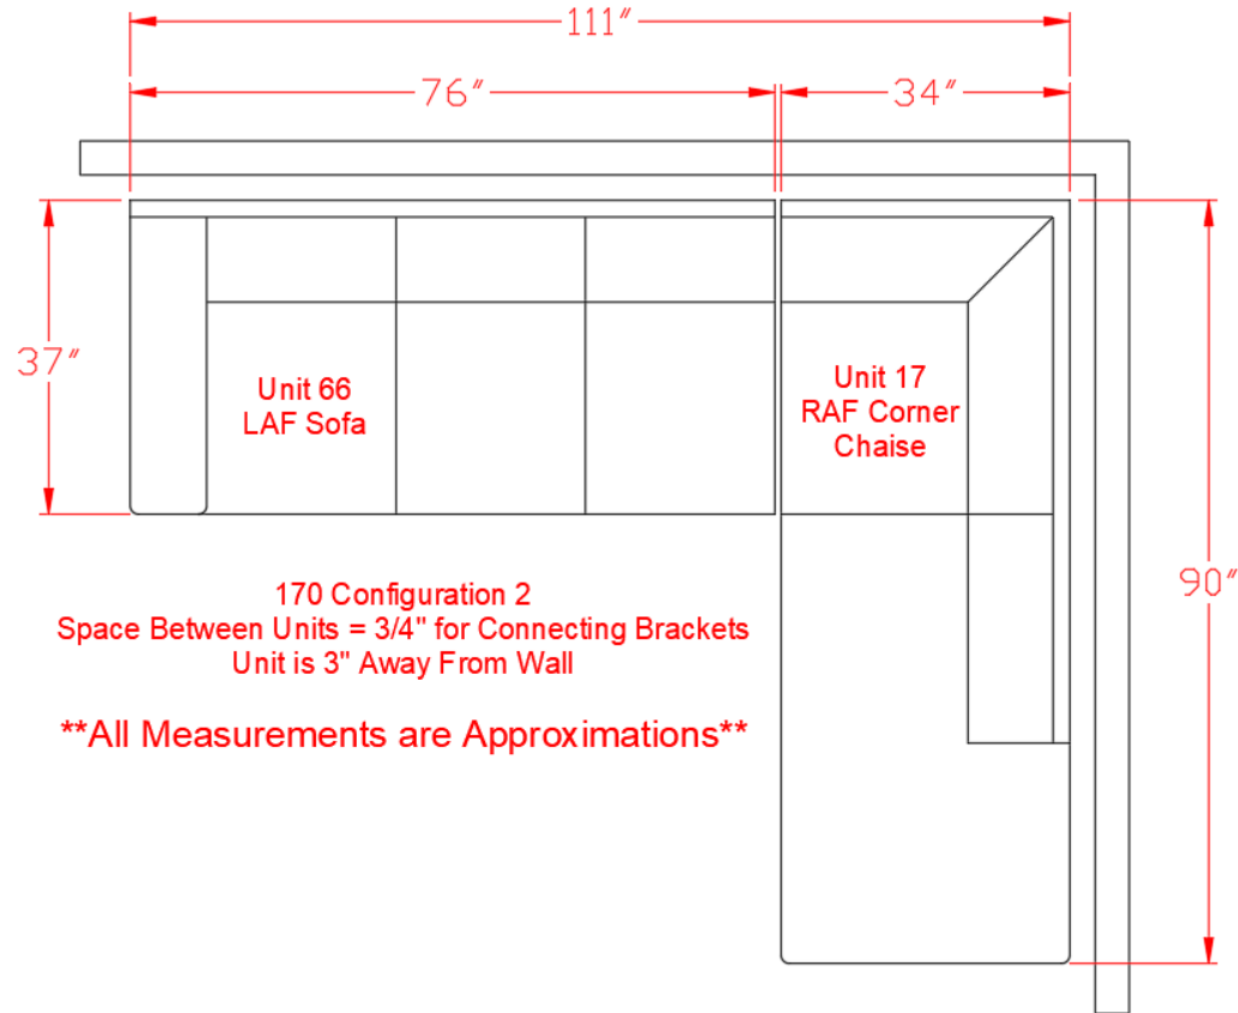 111"
76"
34"
37"
Unit 66
LAF Sofa
Unit 17
RAF Corner
Chaise
90"
170 Configuration 2
Space Between Units = 3/4" for Connecting Brackets
Unit is 3" Away From Wall
**All Measurements are Approximations**